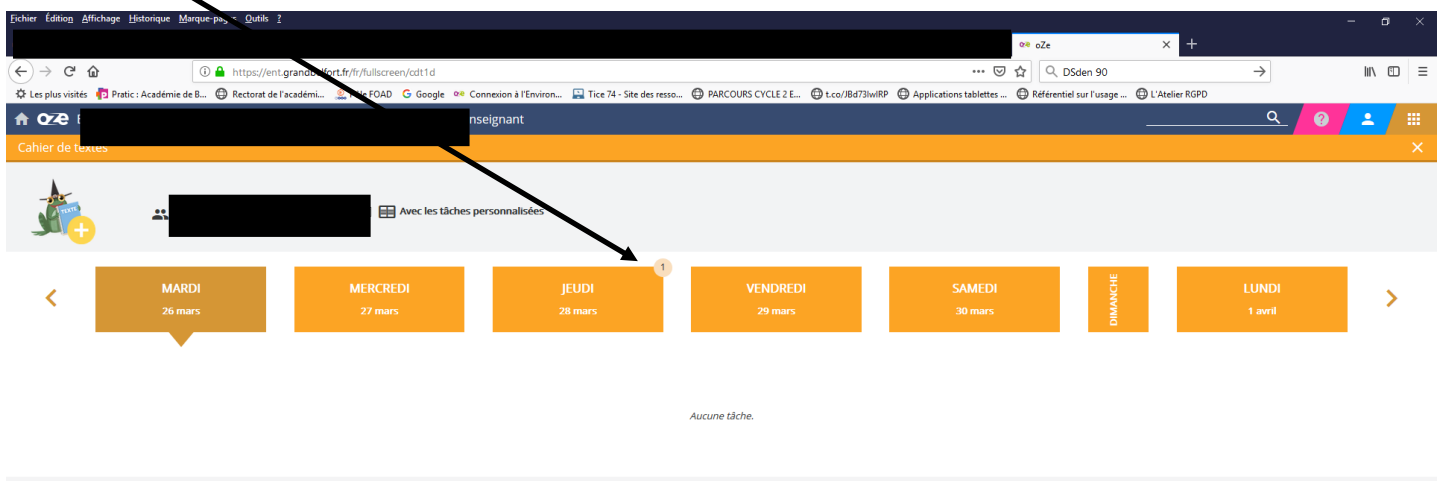 Fichier Édition Affichage Historique Marque-pages Outils ?
oZe
https://ent.grandbelfort.fr/fr/fullscreen/cdt1d
DSden 90
Les plus visités Pratic : Académie de B... Rectorat de l'académi... FOAD Google Connexion à l'Environ... Tice 74 - Site des resso... PARCOURS CYCLE 2 E... t.co/JBd73lwlRP Applications tablettes ... Référentiel sur l'usage ... L'Atelier RGPD
oze nseignant
Cahier de textes
TEXTE
Avec les tâches personnalisées
1
MARDI MERCREDI JEUDI VENDREDI SAMEDI DIMANCHE LUNDI
26 mars 27 mars 28 mars 29 mars 30 mars 1 avril
Aucune tâche.